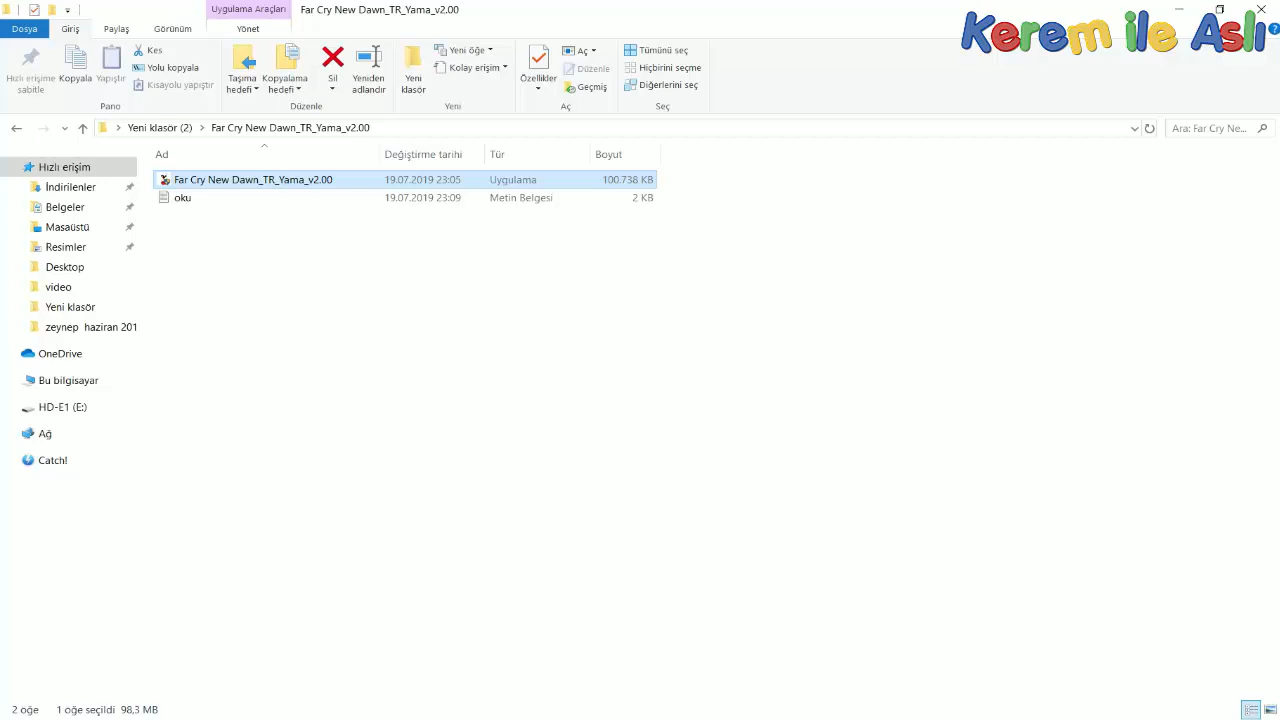 Uygulama Araçları
Far Cry New Dawn_TR_Yama_v2.00
Dosya
Giriş
Paylaş
Görünüm
Yönet
Kerem ile Aslı
Hızlı erişime sabitle
Kopyala
Yapıştır
Kes
Yolu kopyala
Kısayolu yapıştır
Taşıma hedefi
Kopyalama hedefi
Sil
Yeniden adlandır
Yeni klasör
Yeni öğe
Kolay erişim
Özellikler
Aç
Düzenle
Geçmiş
Tümünü seç
Hiçbirini seçme
Diğerlerini seç
Pano
Düzenle
Yeni
Aç
Seç
Yeni klasör (2)
Far Cry New Dawn_TR_Yama_v2.00
Ara: Far Cry Ne...
Ad
Değiştirme tarihi
Tür
Boyut
Far Cry New Dawn_TR_Yama_v2.00 19.07.2019 23:05 Uygulama 100.738 KB
oku 19.07.2019 23:09 Metin Belgesi 2 KB
Hızlı erişim
İndirilenler
Belgeler
Masaüstü
Resimler
Desktop
video
Yeni klasör
zeynep haziran 201
OneDrive
Bu bilgisayar
HD-E1 (E:)
Ağ
Catch!
2 öğe 1 öğe seçildi 98,3 MB